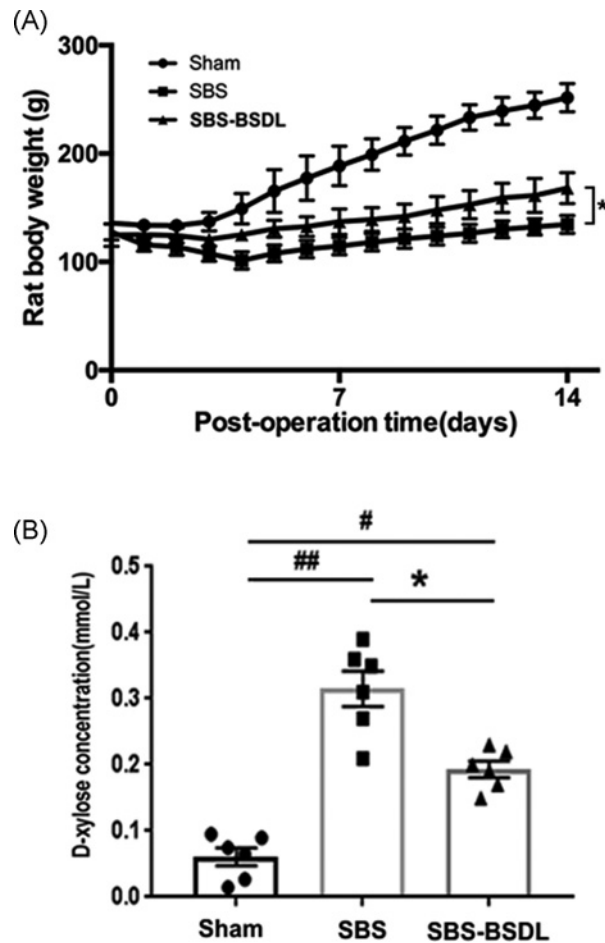 (A)
300
200
100
0
Rat body weight (g)
Sham
SBS
SBS-BSDL
*
0 7 14
Post-operation time(days)
(B)
#
## *
0.5
0.4
0.3
0.2
0.1
0.0
D-xylose concentration(mmol/L)
Sham SBS SBS-BSDL